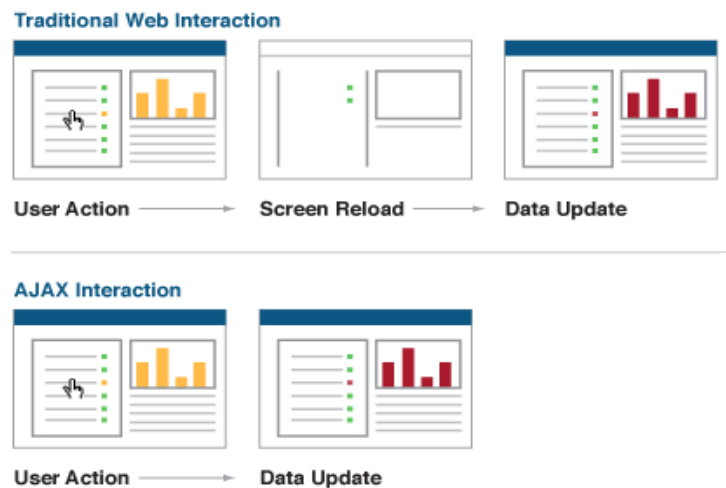 Traditional Web Interaction
User Action Screen Reload Data Update
AJAX Interaction
User Action Data Update